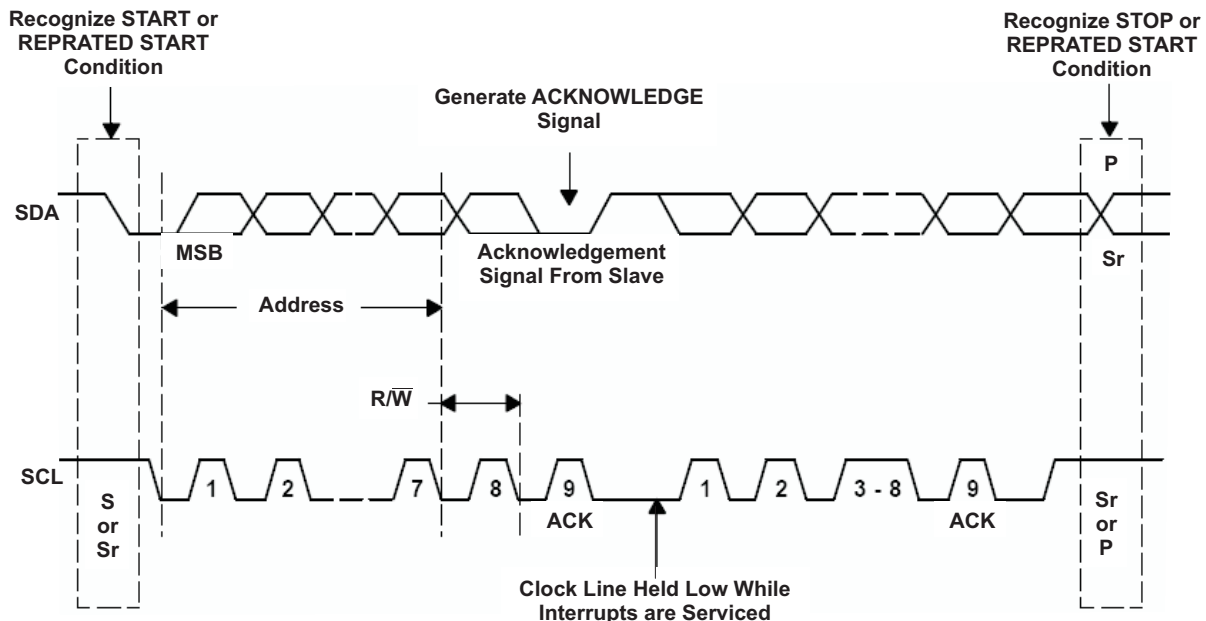 Recognize START or
REPRATED START
Condition
Recognize STOP or
REPRATED START
Condition
Generate ACKNOWLEDGE
Signal
P
SDA
MSB
Acknowledgement
Signal From Slave
Sr
Address
R/W̅
SCL
1
2
7
8
9
1
2
3 - 8
9
ACK
ACK
S
or
Sr
Sr
or
P
Clock Line Held Low While
Interrupts are Serviced